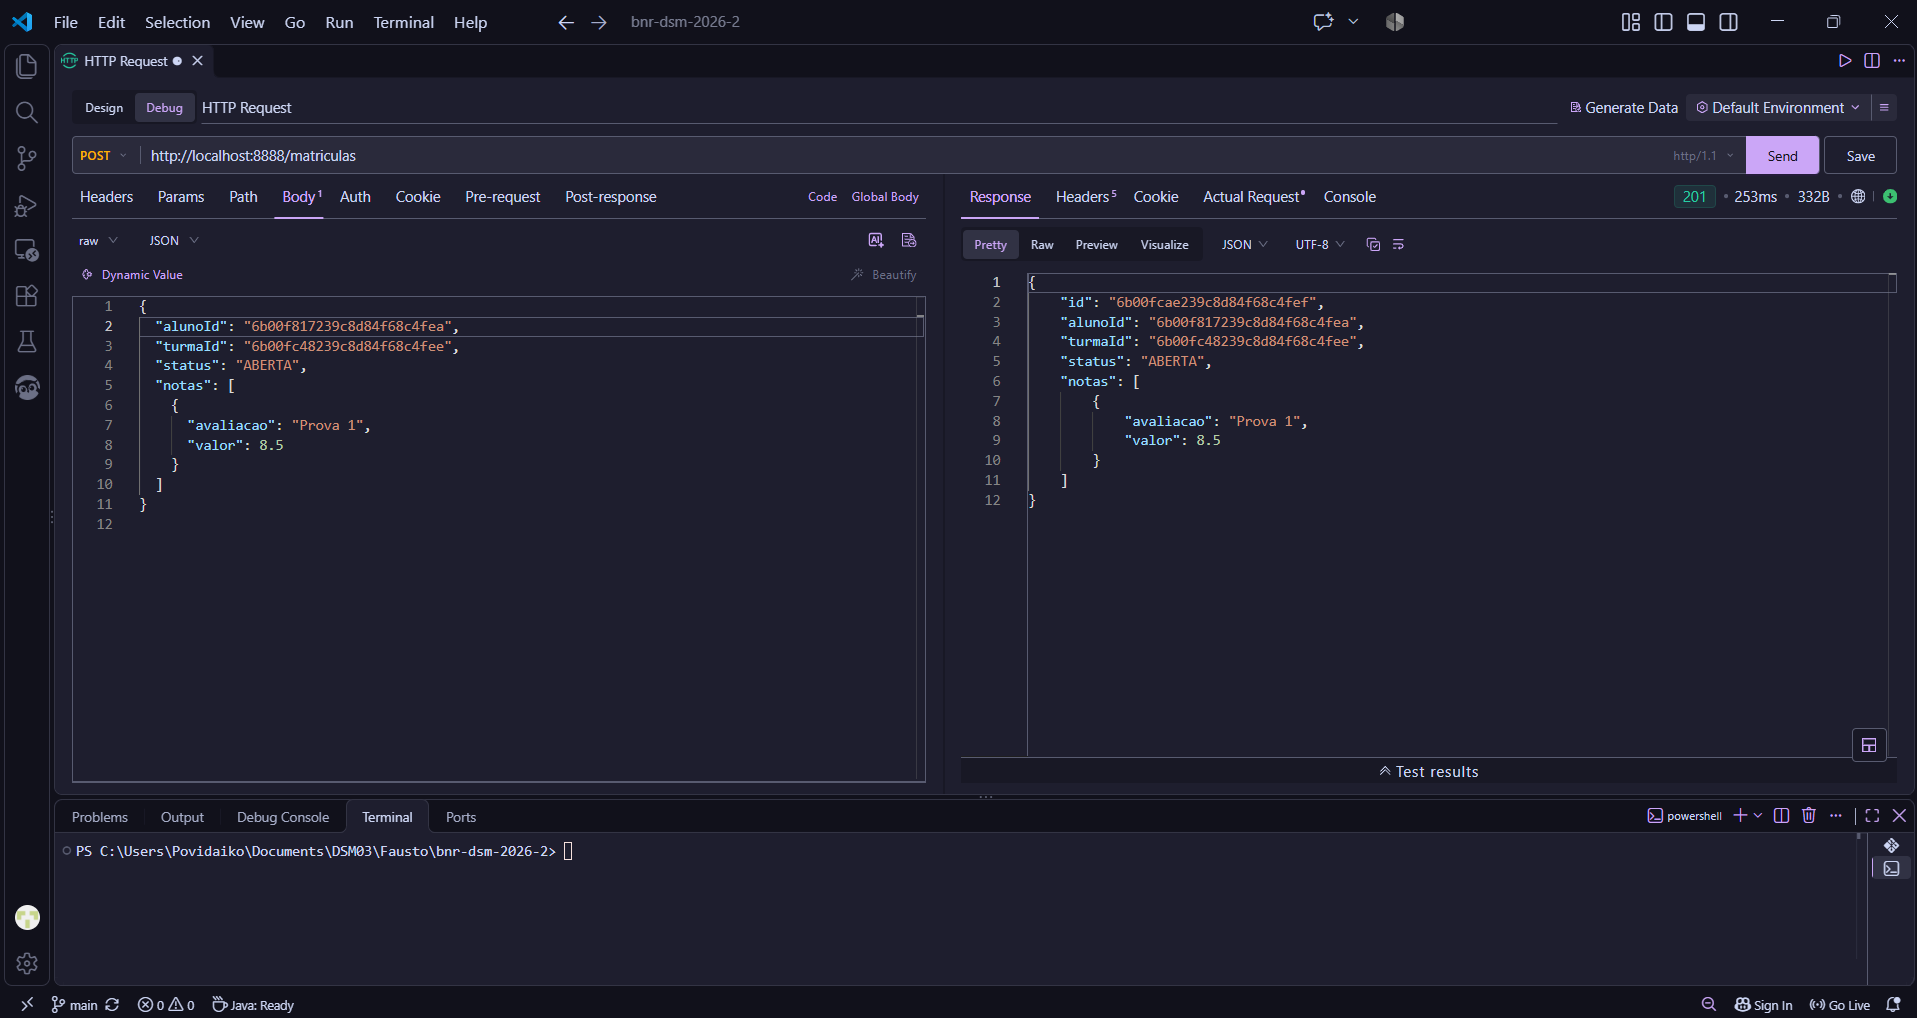 File Edit Selection View Go Run Terminal Help bnr-dsm-2026-2
HTTP Request
Design Debug HTTP Request Generate Data Default Environment
POST http://localhost:8888/matriculas http/1.1 Send Save
Headers Params Path Body 1 Auth Cookie Pre-request Post-response Code Global Body
raw JSON
Dynamic Value Beautify
1 {
2 "alunoId": "6b00f817239c8d84f68c4fea",
3 "turmaId": "6b00fc48239c8d84f68c4fee",
4 "status": "ABERTA",
5 "notas": [
6 {
7 "avaliacao": "Prova 1",
8 "valor": 8.5
9 }
10 ]
11 }
12
Response Headers 5 Cookie Actual Request Console 201 • 253ms • 332B
Pretty Raw Preview Visualize JSON UTF-8
1 {
2 "id": "6b00fcae239c8d84f68c4fef",
3 "alunoId": "6b00f817239c8d84f68c4fea",
4 "turmaId": "6b00fc48239c8d84f68c4fee",
5 "status": "ABERTA",
6 "notas": [
7 {
8 "avaliacao": "Prova 1",
9 "valor": 8.5
10 }
11 ]
12 }
Test results
Problems Output Debug Console Terminal Ports powershell
PS C:\Users\Povidaiko\Documents\DSM03\Fausto\bnr-dsm-2026-2>
main 0 0 Java: Ready Sign In Go Live